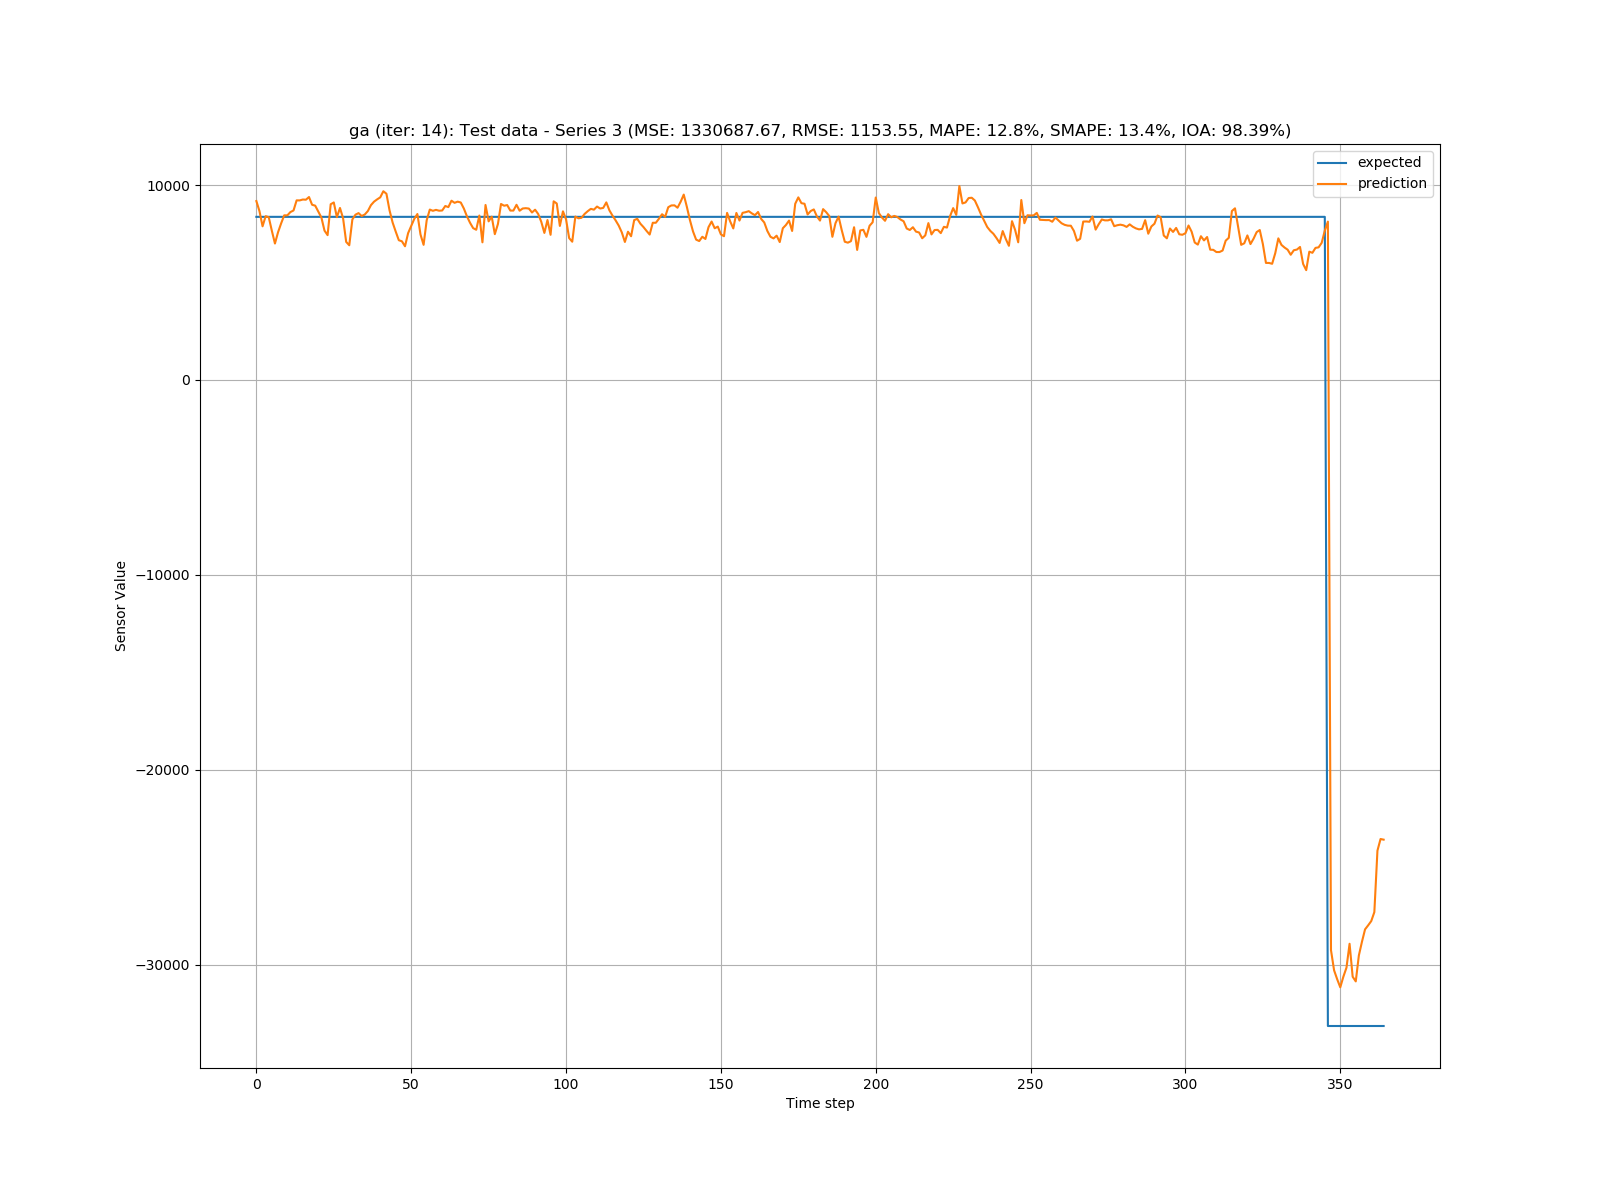 ga (iter: 14): Test data - Series 3 (MSE: 1330687.67, RMSE: 1153.55, MAPE: 12.8%, SMAPE: 13.4%, IOA: 98.39%)
expected
prediction
10000
0
−10000
−20000
−30000
Sensor Value
0 50 100 150 200 250 300 350
Time step